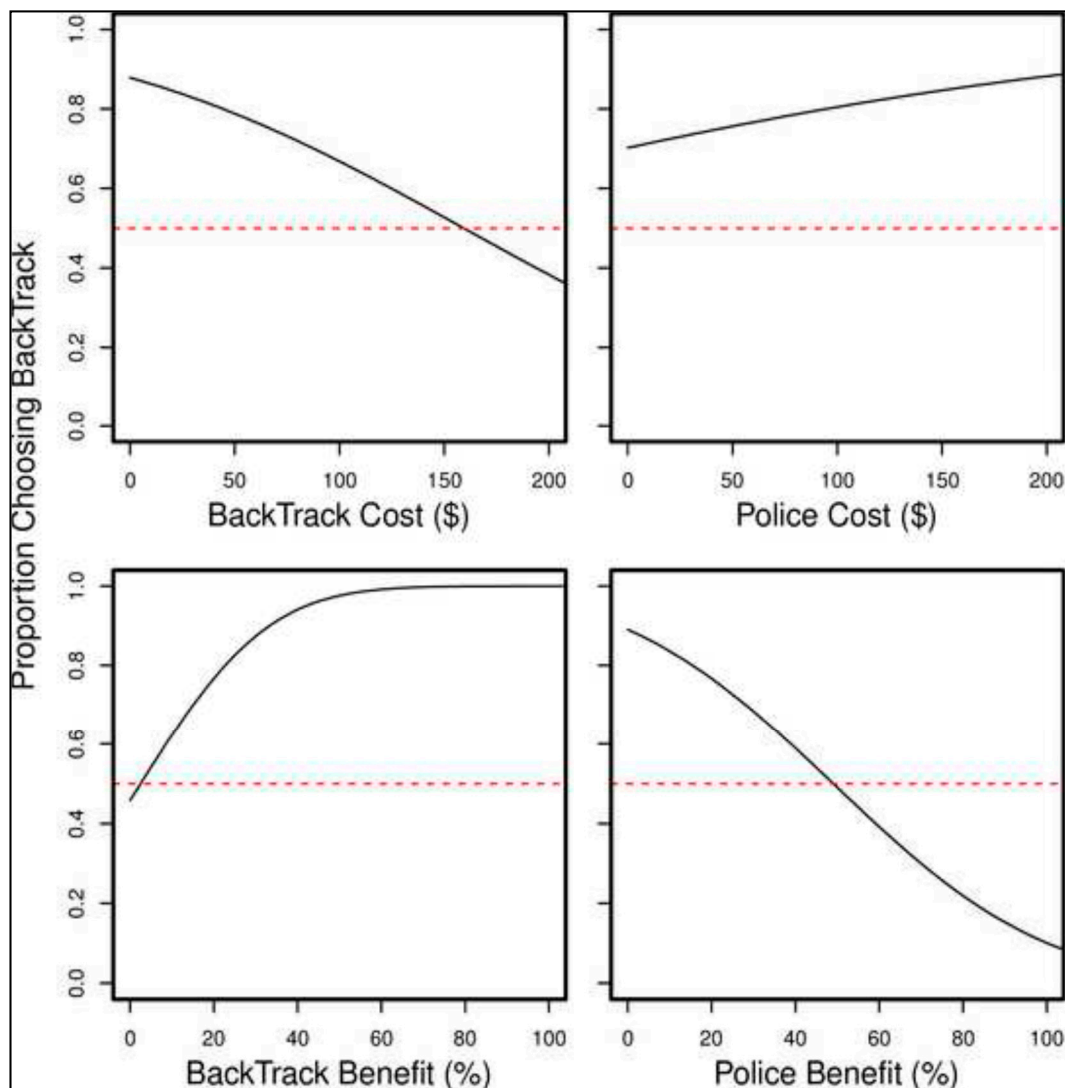 Proportion Choosing BackTrack
1.0
0.8
0.6
0.4
0.2
0.0
0 50 100 150 200
BackTrack Cost ($)
0 50 100 150 200
Police Cost ($)
1.0
0.8
0.6
0.4
0.2
0.0
0 20 40 60 80 100
BackTrack Benefit (%)
0 20 40 60 80 100
Police Benefit (%)